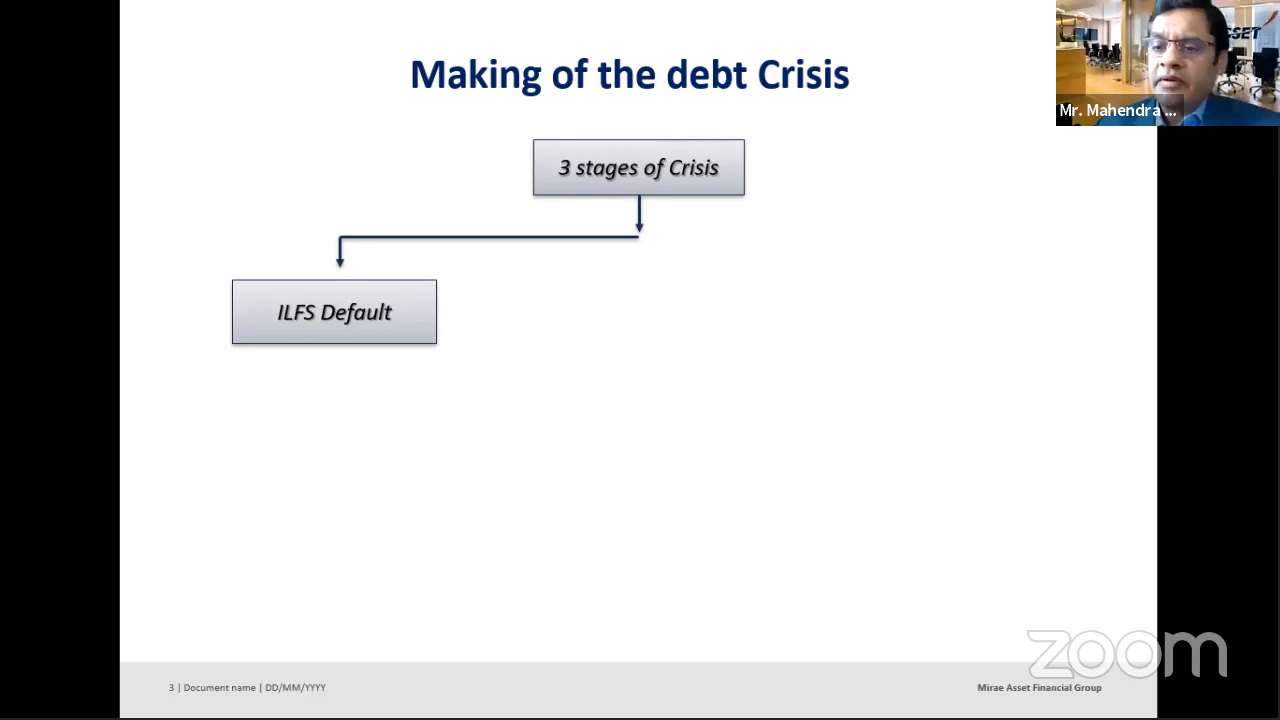 Making of the debt Crisis
SSET
Mr. Mahendra ...
3 stages of Crisis
ILFS Default
zoom
3 | Document name | DD/MM/YYYY
Mirae Asset Financial Group